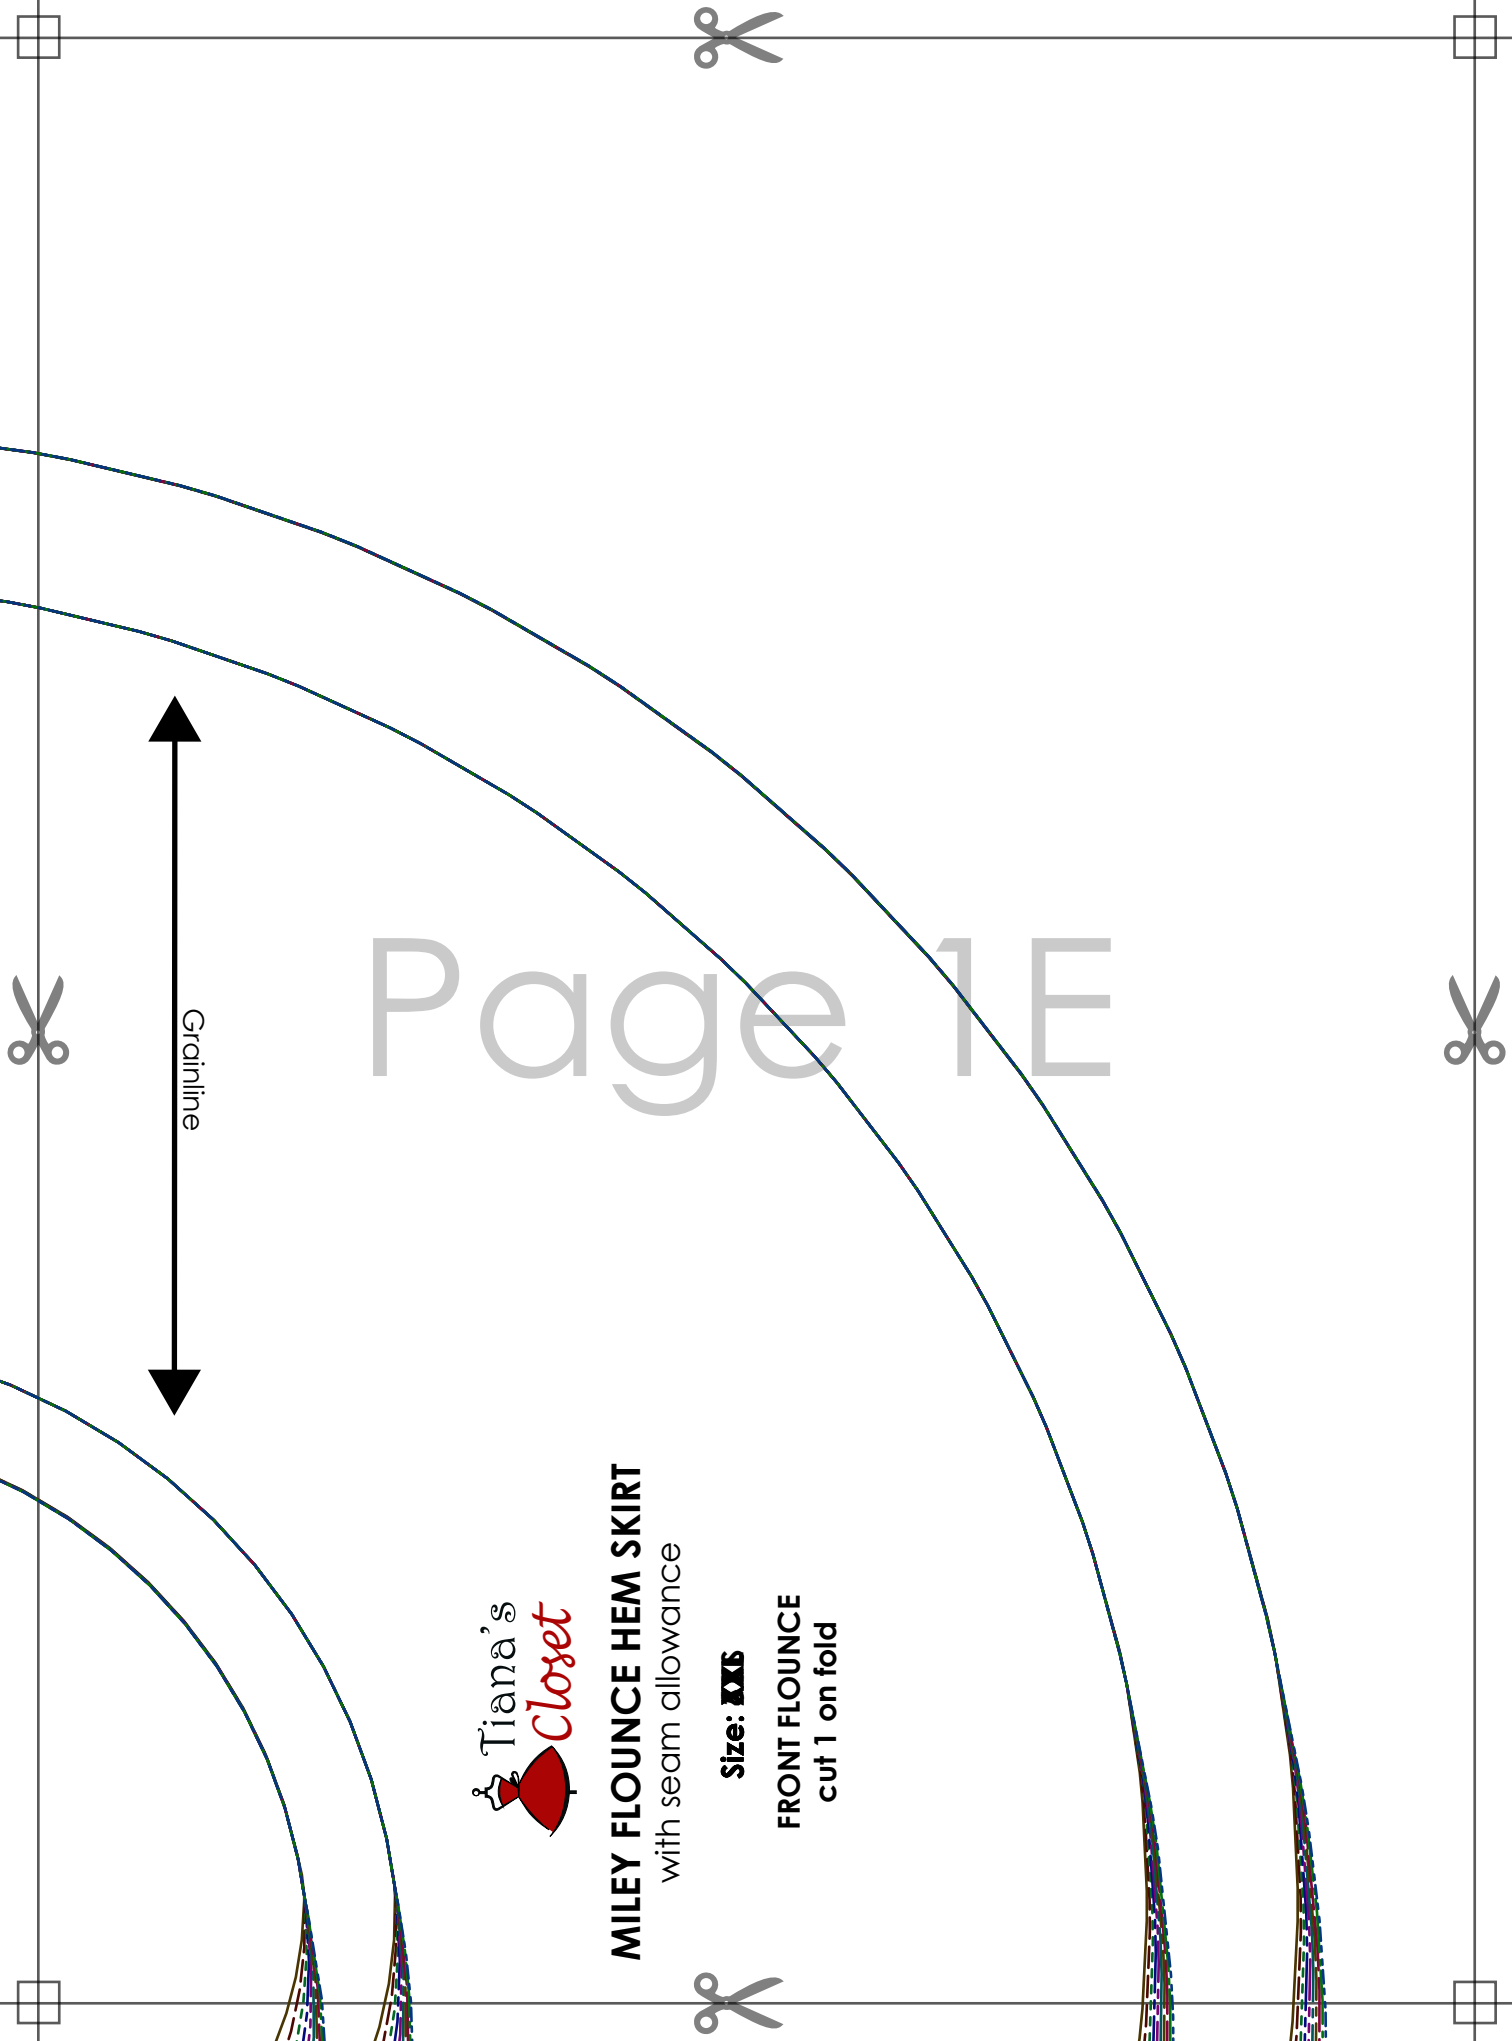 Page 1E
Grainline
Tiana's
Closet
MILEY FLOUNCE HEM SKIRT
with seam allowance
Size:
FRONT FLOUNCE
cut 1 on fold